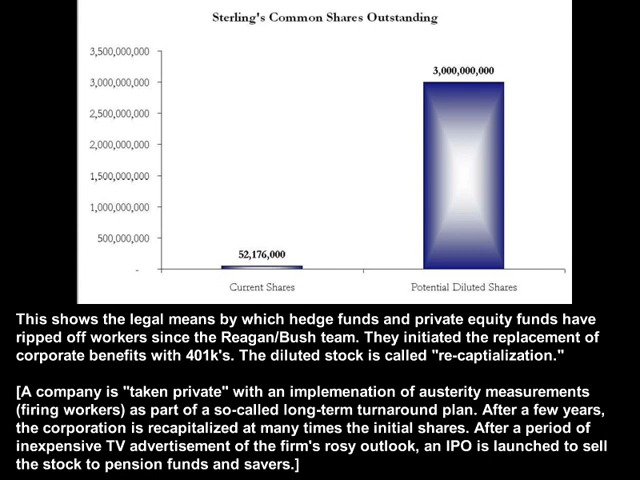 Sterling's Common Shares Outstanding
3,500,000,000
3,000,000,000
3,000,000,000
2,500,000,000
2,000,000,000
1,500,000,000
1,000,000,000
500,000,000
52,176,000
-
Current Shares
Potential Diluted Shares
This shows the legal means by which hedge funds and private equity funds have
ripped off workers since the Reagan/Bush team. They initiated the replacement of
corporate benefits with 401k's. The diluted stock is called "re-captialization."
[A company is "taken private" with an implemenation of austerity measurements
(firing workers) as part of a so-called long-term turnaround plan. After a few years,
the corporation is recapitalized at many times the initial shares. After a period of
inexpensive TV advertisement of the firm's rosy outlook, an IPO is launched to sell
the stock to pension funds and savers.]